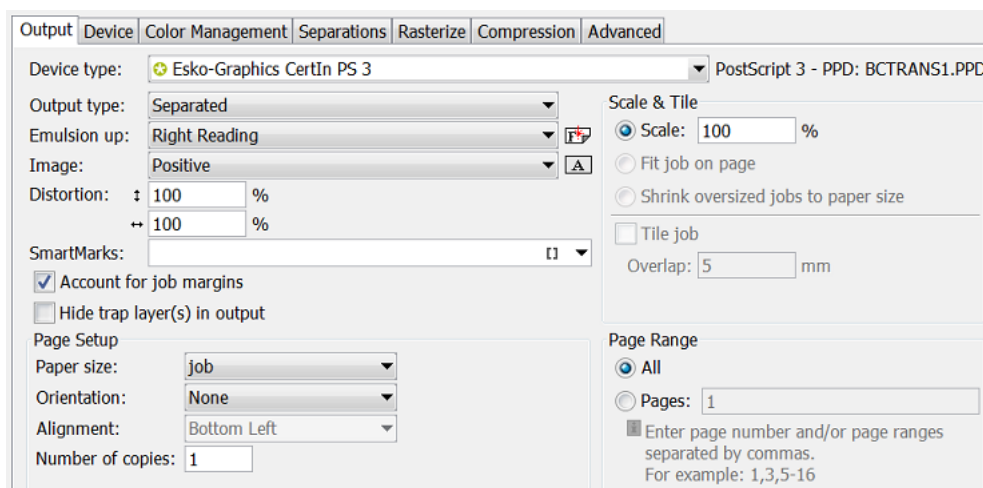 Output Device Color Management Separations Rasterize Compression Advanced
Device type: Esko-Graphics CertIn PS 3 PostScript 3 - PPD: BCTRANS1.PPD
Output type: Separated
Emulsion up: Right Reading F
Image: Positive A
Distortion: ↕ 100 %
↔ 100 %
SmartMarks: []
Account for job margins
Hide trap layer(s) in output
Scale & Tile
Scale: 100 %
Fit job on page
Shrink oversized jobs to paper size
Tile job
Overlap: 5 mm
Page Setup
Paper size: job
Orientation: None
Alignment: Bottom Left
Number of copies: 1
Page Range
All
Pages: 1
Enter page number and/or page ranges
separated by commas.
For example: 1,3,5-16